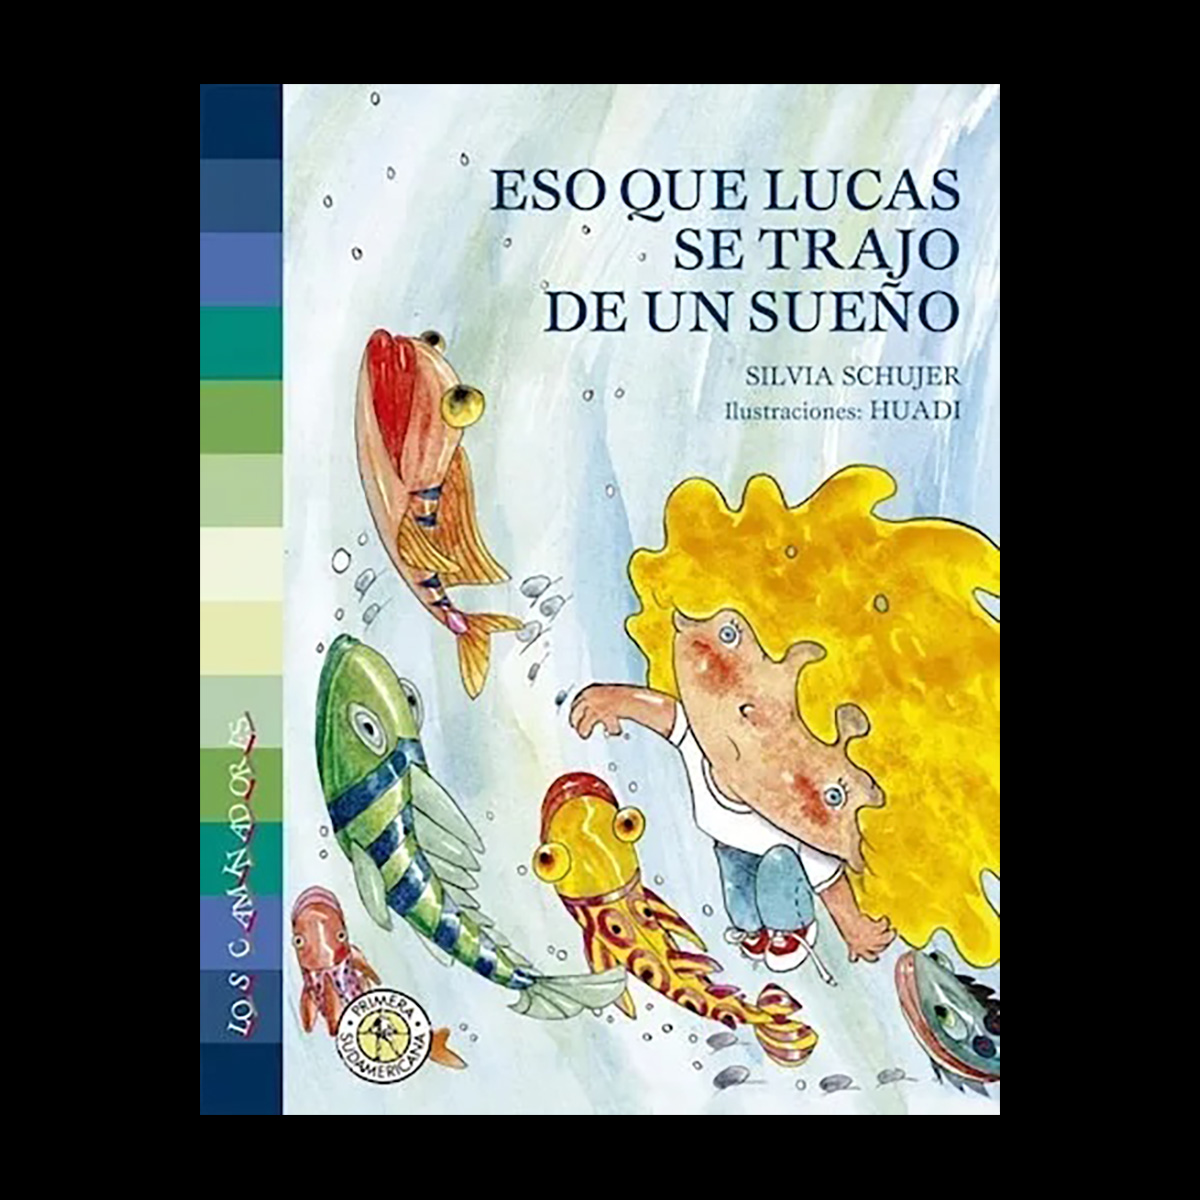 ESO QUE LUCAS
SE TRAJO
DE UN SUEÑO
SILVIA SCHUJER
Ilustraciones: HUADI
LOS CAMINADORES
PRIMERA
SUDAMERICANA